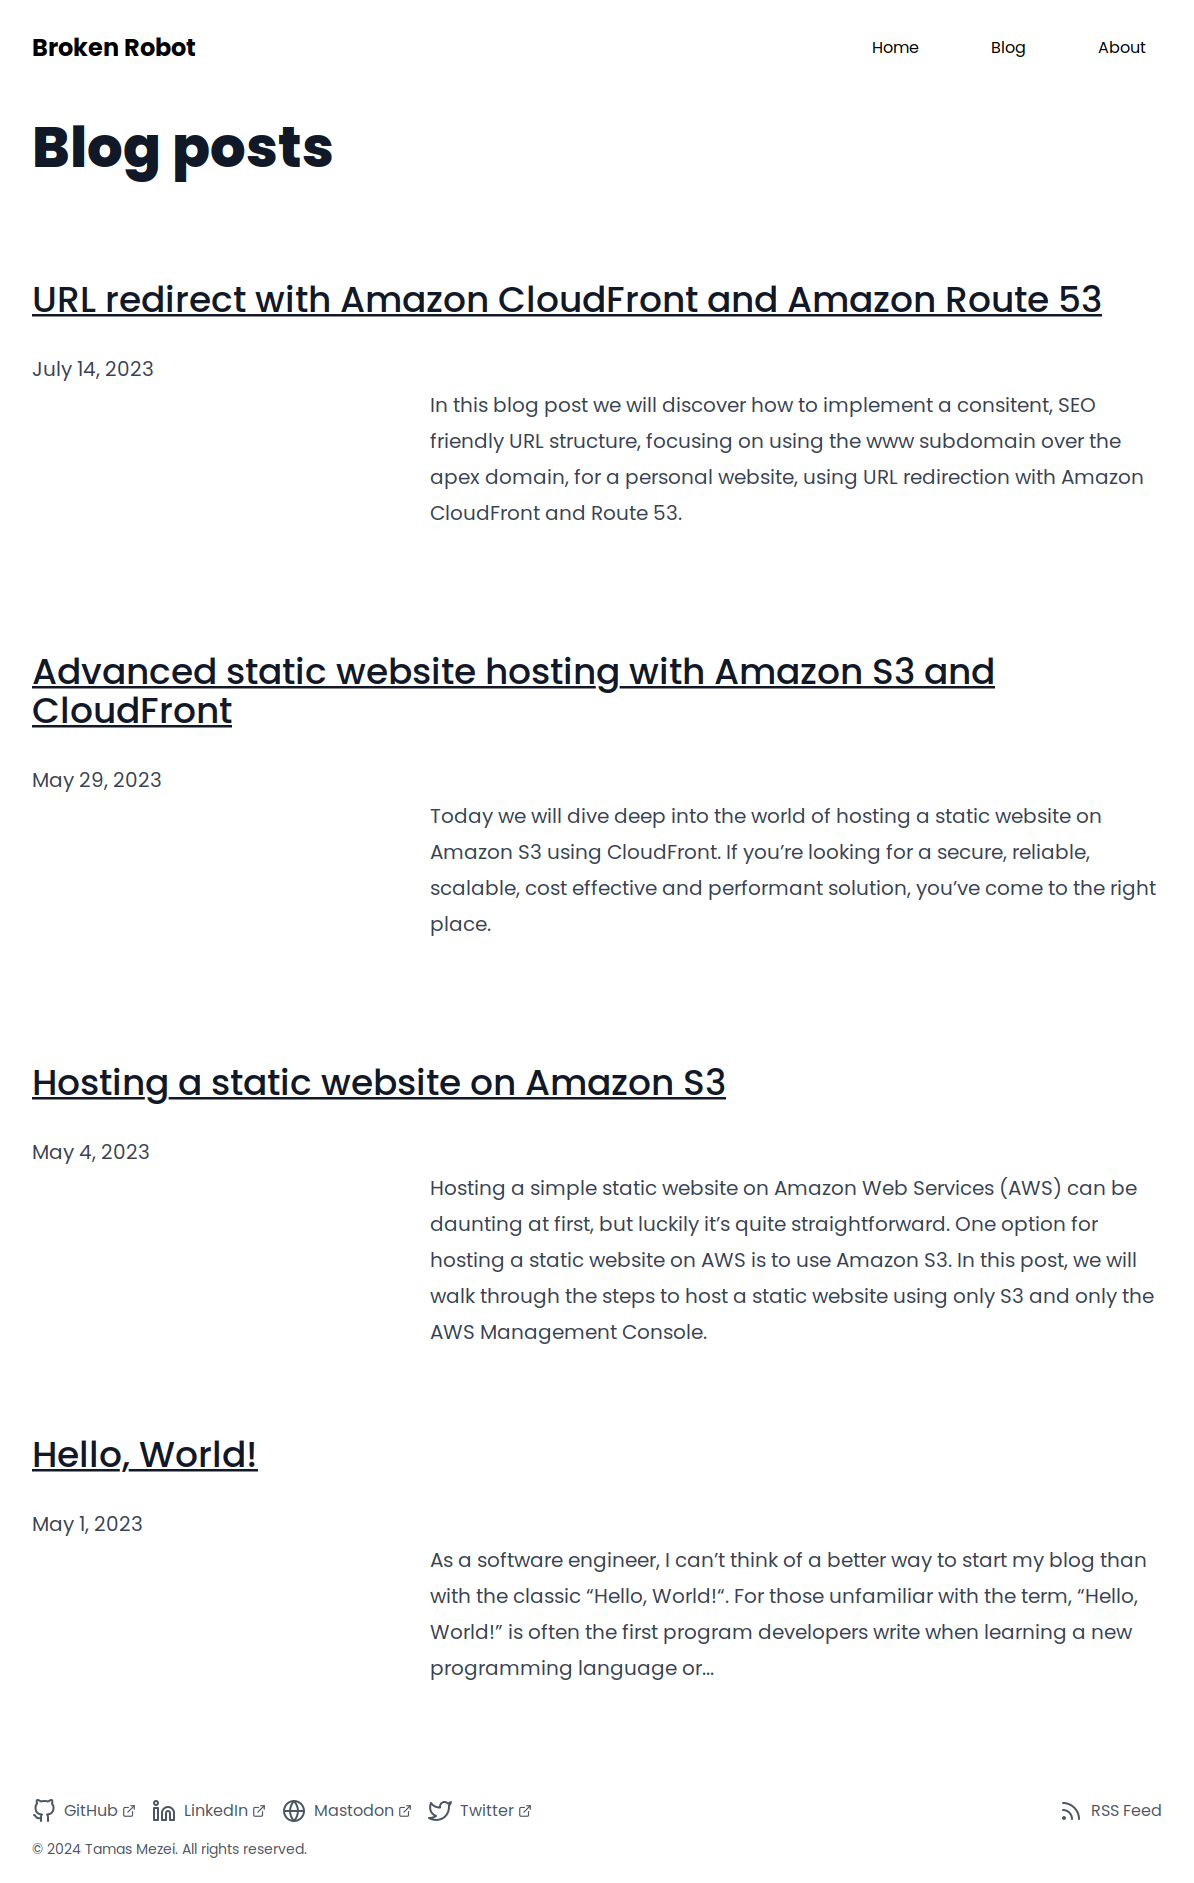 Broken Robot
Home
Blog
About
Blog posts
URL redirect with Amazon CloudFront and Amazon Route 53
July 14, 2023
In this blog post we will discover how to implement a consitent, SEO
friendly URL structure, focusing on using the www subdomain over the
apex domain, for a personal website, using URL redirection with Amazon
CloudFront and Route 53.
Advanced static website hosting with Amazon S3 and
CloudFront
May 29, 2023
Today we will dive deep into the world of hosting a static website on
Amazon S3 using CloudFront. If you’re looking for a secure, reliable,
scalable, cost effective and performant solution, you’ve come to the right
place.
Hosting a static website on Amazon S3
May 4, 2023
Hosting a simple static website on Amazon Web Services (AWS) can be
daunting at first, but luckily it’s quite straightforward. One option for
hosting a static website on AWS is to use Amazon S3. In this post, we will
walk through the steps to host a static website using only S3 and only the
AWS Management Console.
Hello, World!
May 1, 2023
As a software engineer, I can’t think of a better way to start my blog than
with the classic “Hello, World!“. For those unfamiliar with the term, “Hello,
World!” is often the first program developers write when learning a new
programming language or…
GitHub
LinkedIn
Mastodon
Twitter
RSS Feed
© 2024 Tamas Mezei. All rights reserved.